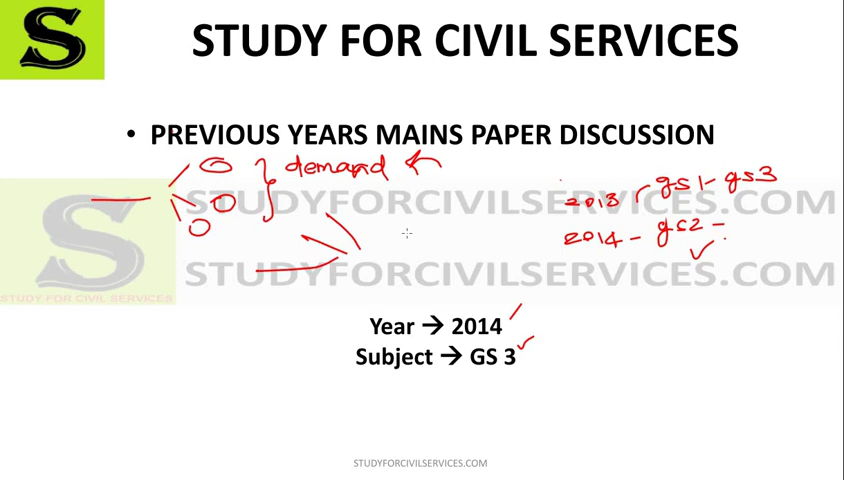 S
STUDY FOR CIVIL SERVICES
• PREVIOUS YEARS MAINS PAPER DISCUSSION
demand
2013 gs1 - gs3
STUDYFORCIVILSERVICES.COM
2014 - gs2 -
STUDYFORCIVILSERVICES.COM
S
STUDY FOR CIVIL SERVICES
Year → 2014
Subject → GS 3
STUDYFORCIVILSERVICES.COM